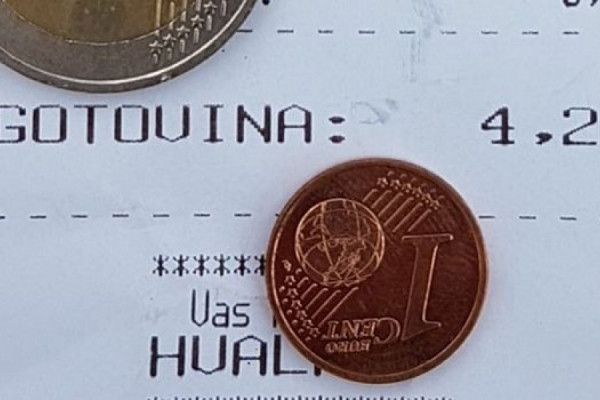 GOTOVINA: 4,2
******
Vas
HVAL
1
EURO
CENT